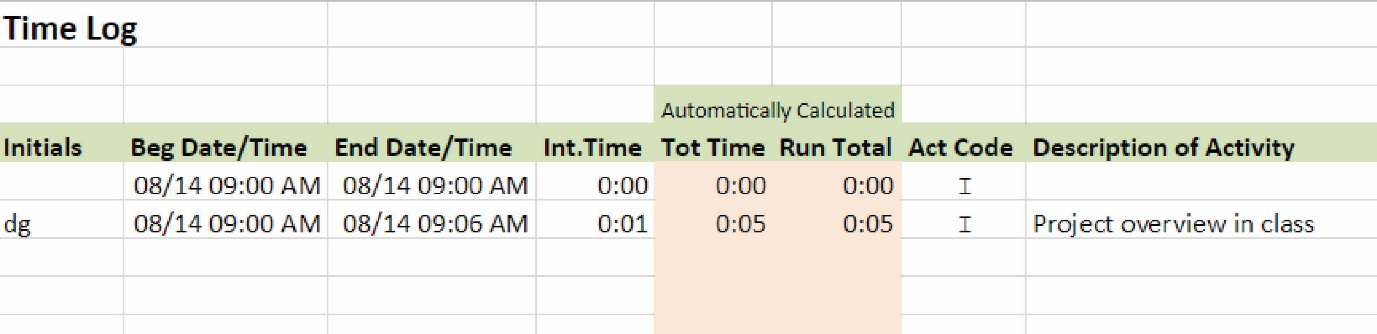 Time Log
Automatically Calculated
Initials Beg Date/Time End Date/Time Int.Time Tot Time Run Total Act Code Description of Activity
08/14 09:00 AM 08/14 09:00 AM 0:00 0:00 0:00 I
dg 08/14 09:00 AM 08/14 09:06 AM 0:01 0:05 0:05 I Project overview in class